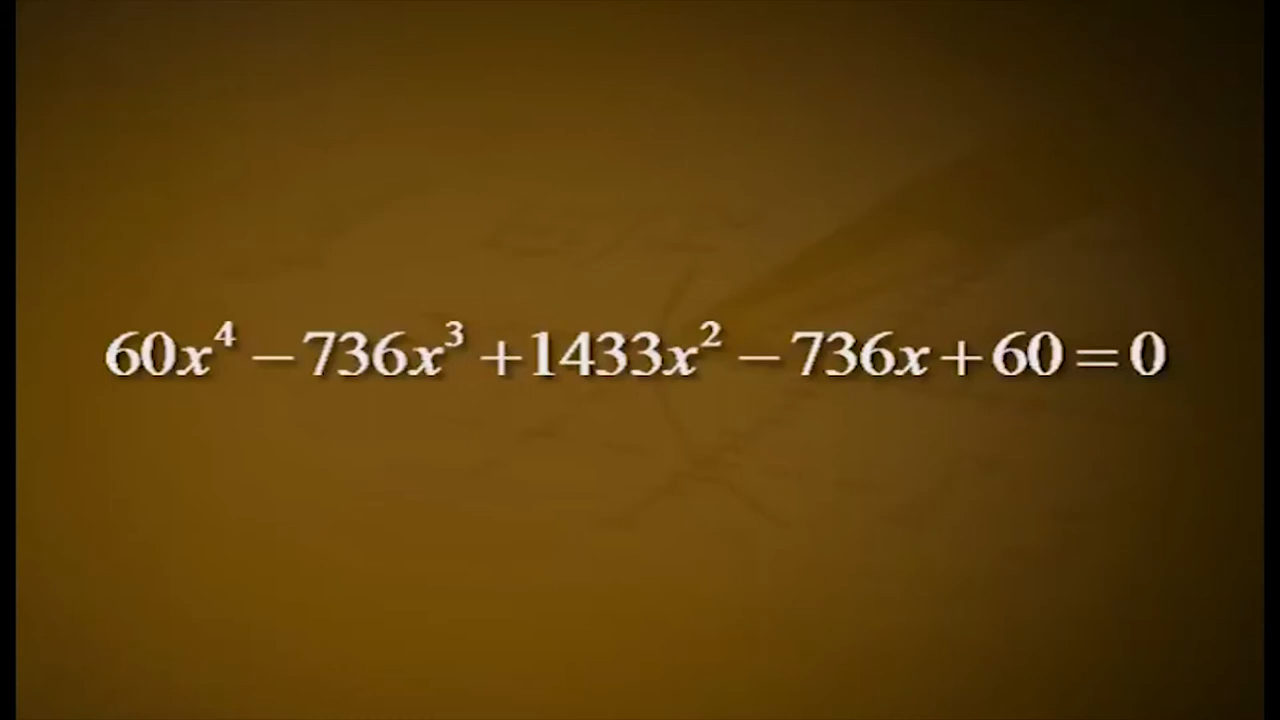 60x⁴ − 736x³ + 1433x² − 736x + 60 = 0